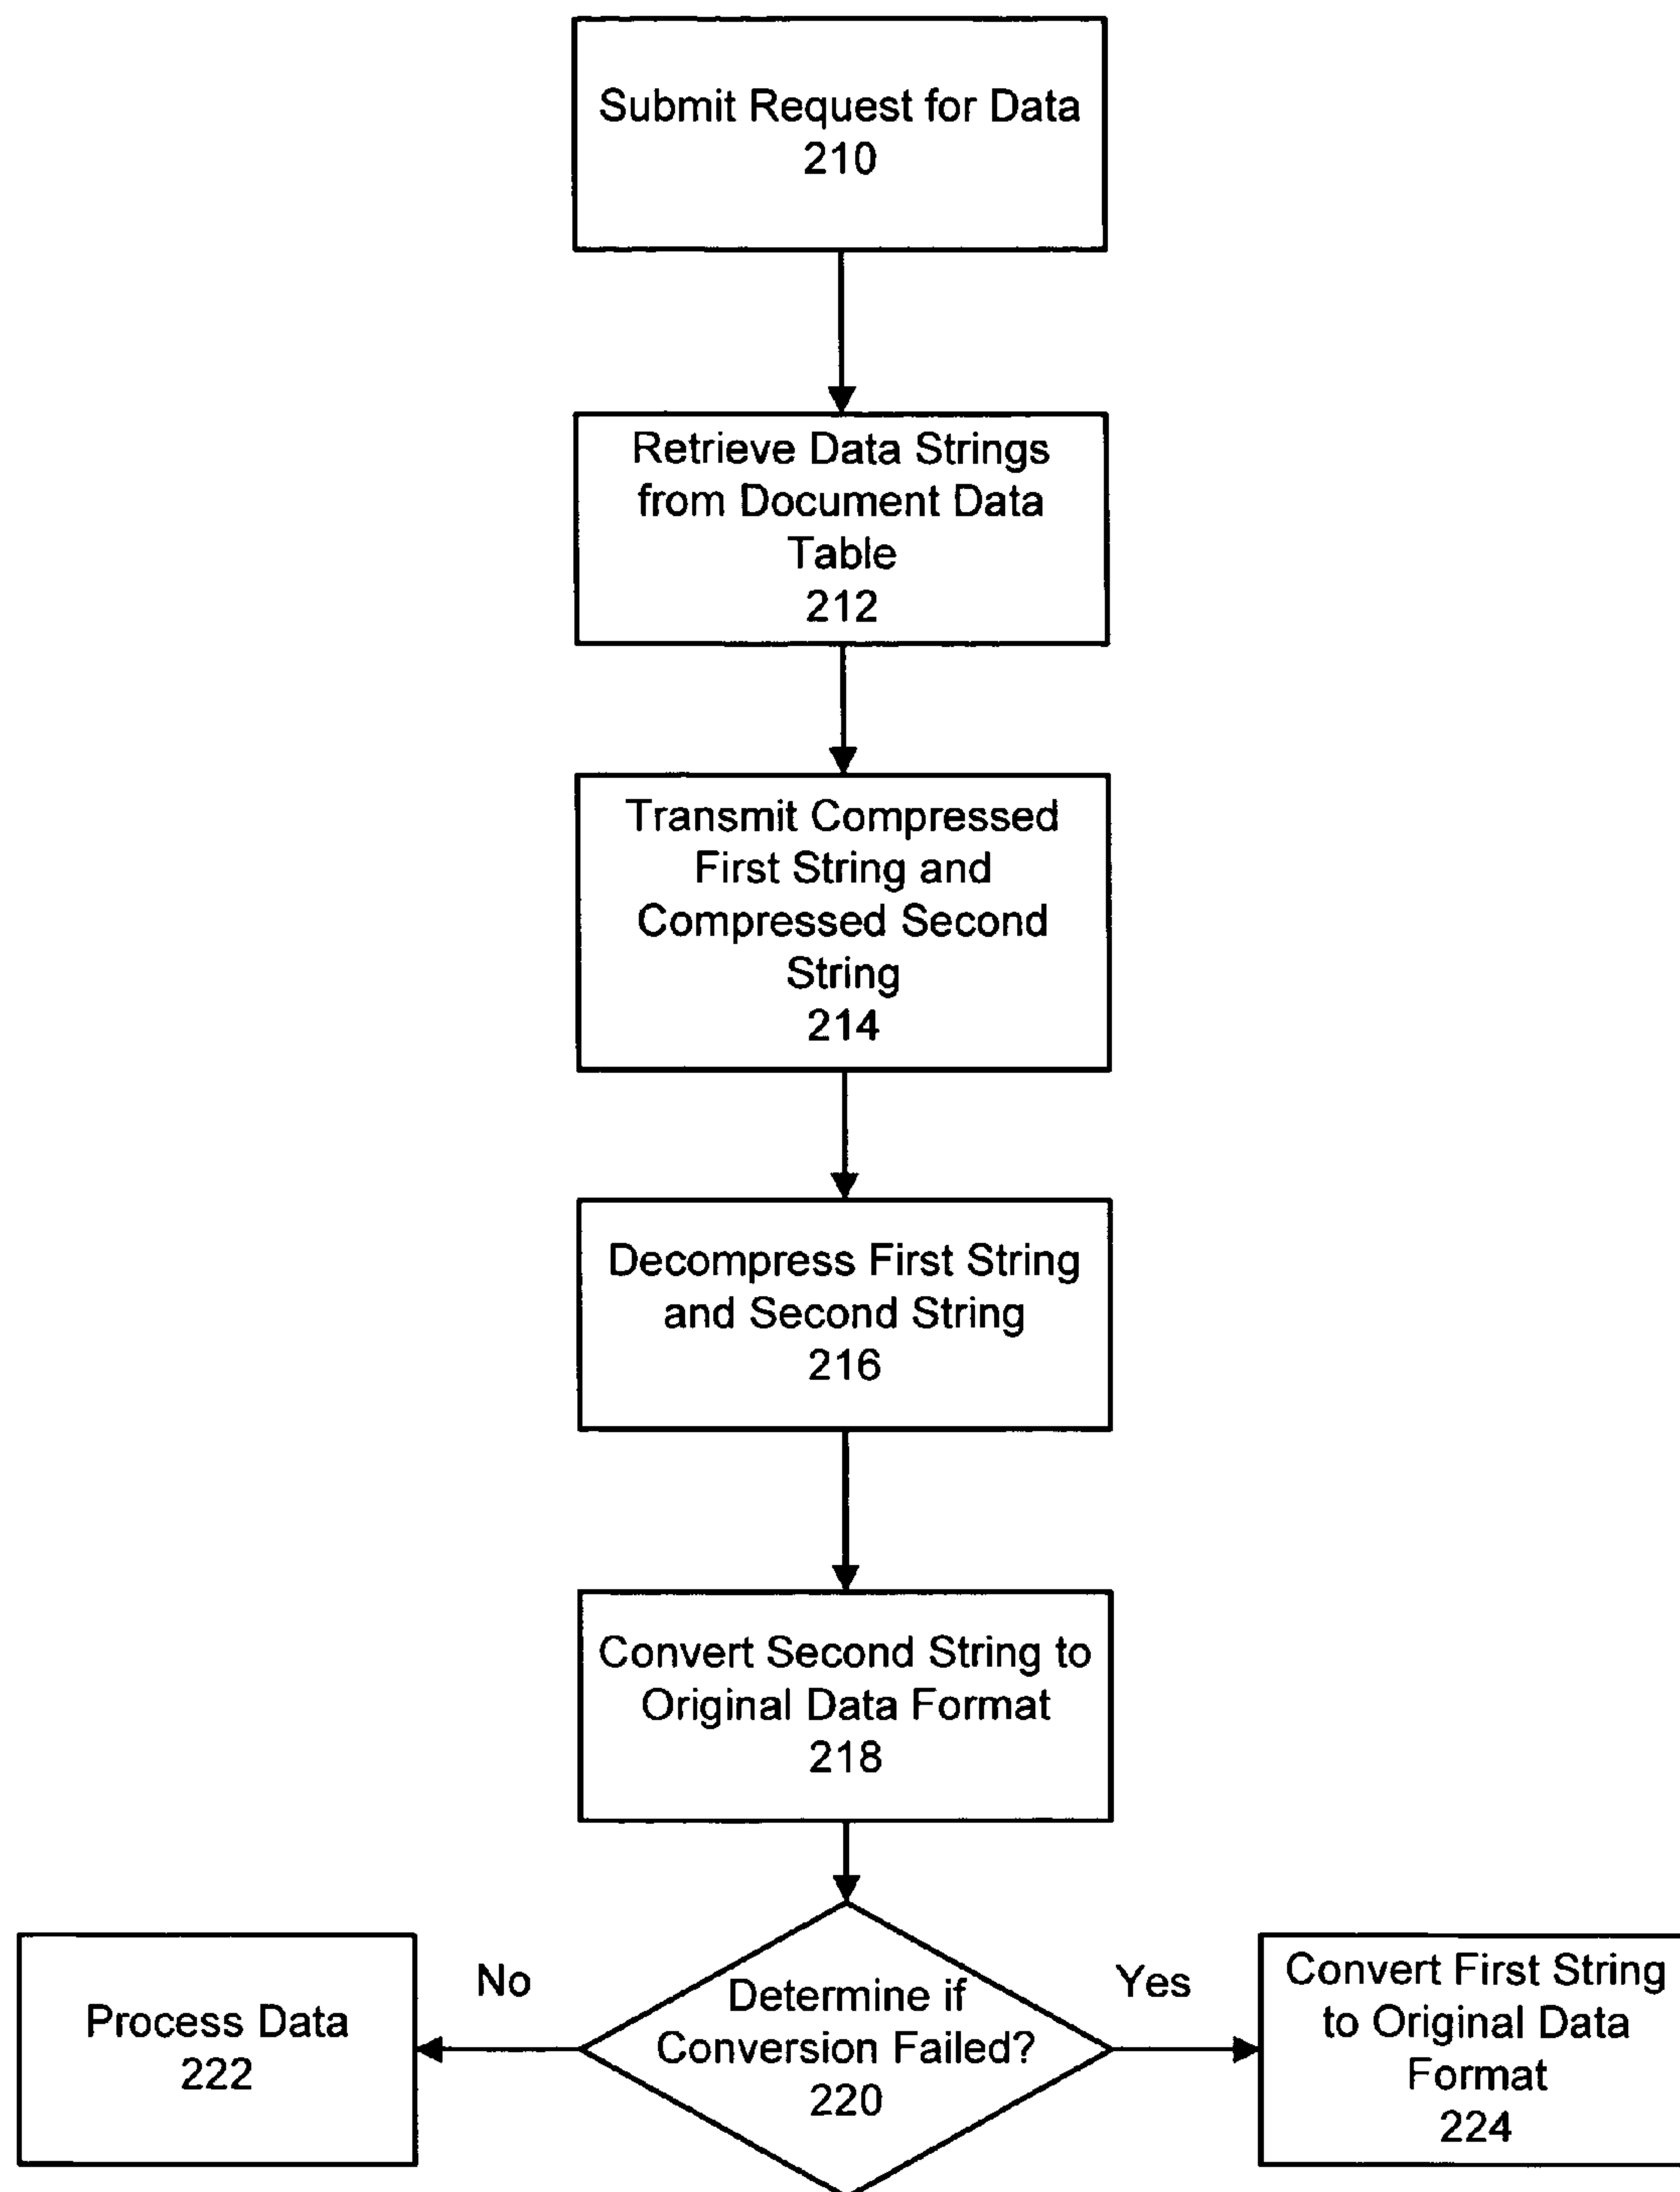 Submit Request for Data
210
Retrieve Data Strings
from Document Data
Table
212
Transmit Compressed
First String and
Compressed Second
String
214
Decompress First String
and Second String
216
Convert Second String to
Original Data Format
218
No
Determine if
Conversion Failed?
220
Yes
Process Data
222
Convert First String
to Original Data
Format
224